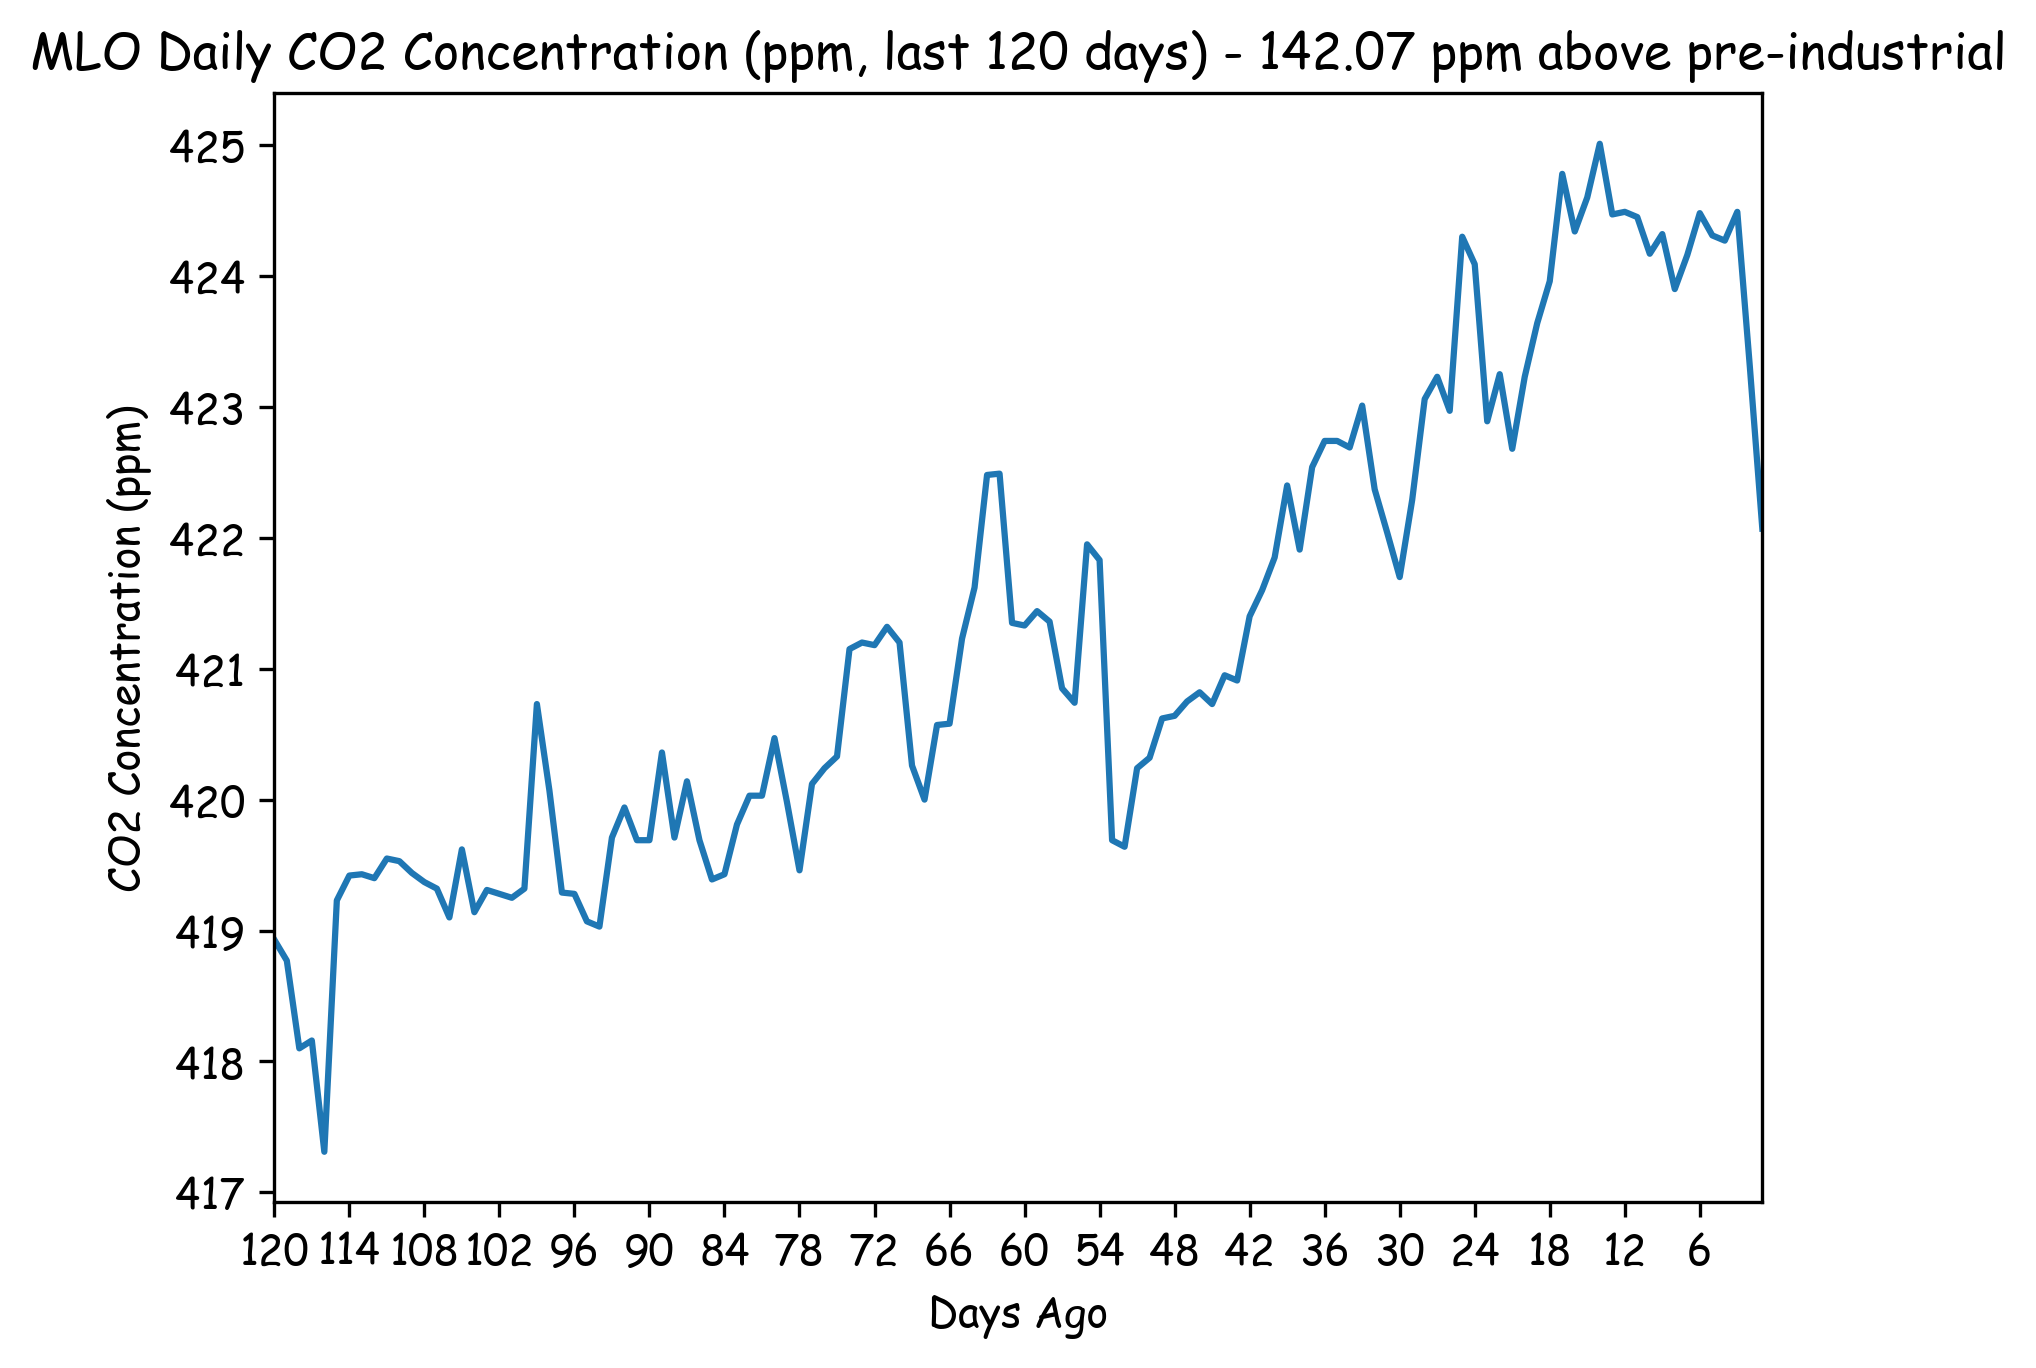 MLO Daily CO2 Concentration (ppm, last 120 days) - 142.07 ppm above pre-industrial
425
424
423
422
421
420
419
418
417
CO2 Concentration (ppm)
120 114 108 102 96 90 84 78 72 66 60 54 48 42 36 30 24 18 12 6
Days Ago